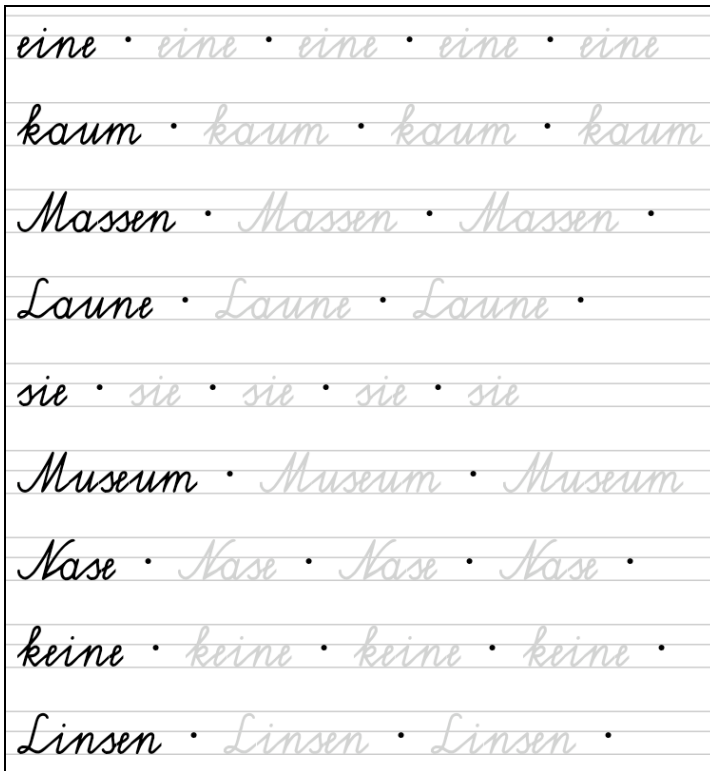 eine · eine · eine · eine · eine
kaum · kaum · kaum · kaum
Massen · Massen · Massen ·
Laune · Laune · Laune ·
sie · sie · sie · sie · sie
Museum · Museum · Museum
Nase · Nase · Nase · Nase ·
keine · keine · keine · keine ·
Linsen · Linsen · Linsen ·